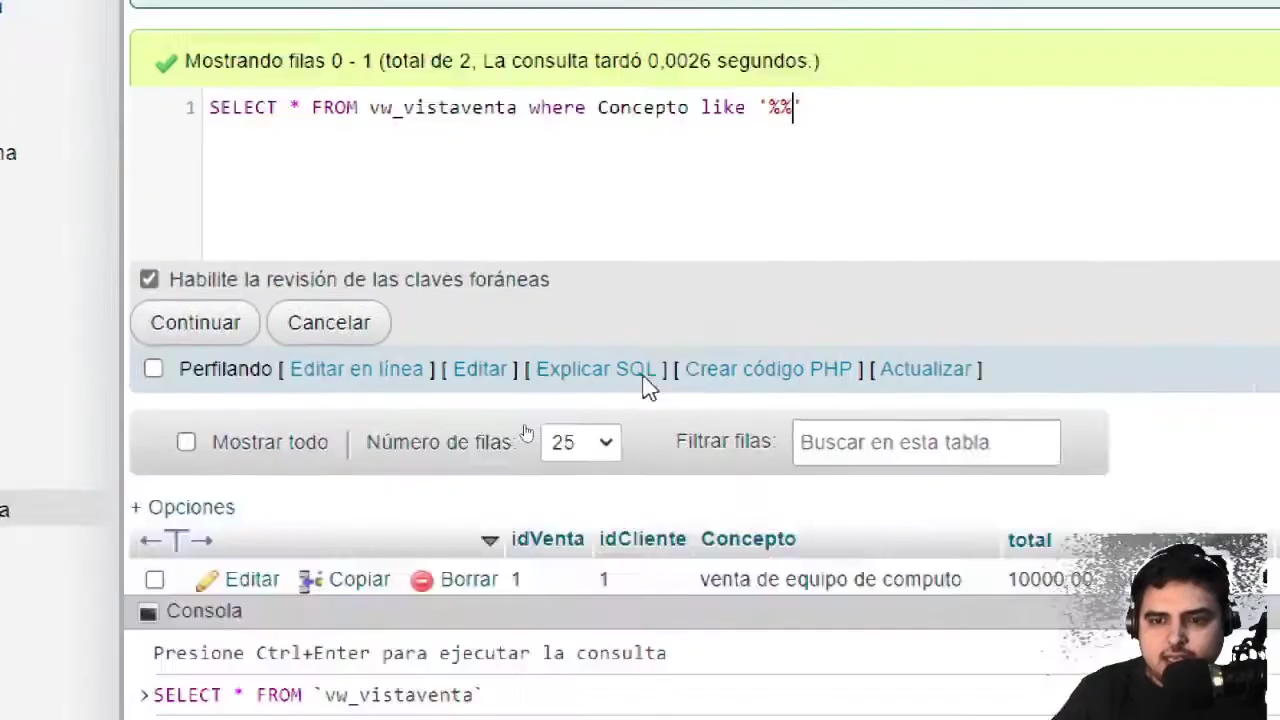 Mostrando filas 0 - 1 (total de 2, La consulta tardó 0,0026 segundos.)
1 SELECT * FROM vw_vistaventa where Concepto like '%%'
Habilite la revisión de las claves foráneas
Continuar Cancelar
Perfilando [ Editar en línea ] [ Editar ] [ Explicar SQL ] [ Crear código PHP ] [ Actualizar ]
Mostrar todo Número de filas: 25 Filtrar filas: Buscar en esta tabla
+ Opciones
←T→ idVenta idCliente Concepto total
Editar Copiar Borrar 1 1 venta de equipo de computo 10000.00
Consola
Presione Ctrl+Enter para ejecutar la consulta
>SELECT * FROM `vw_vistaventa`